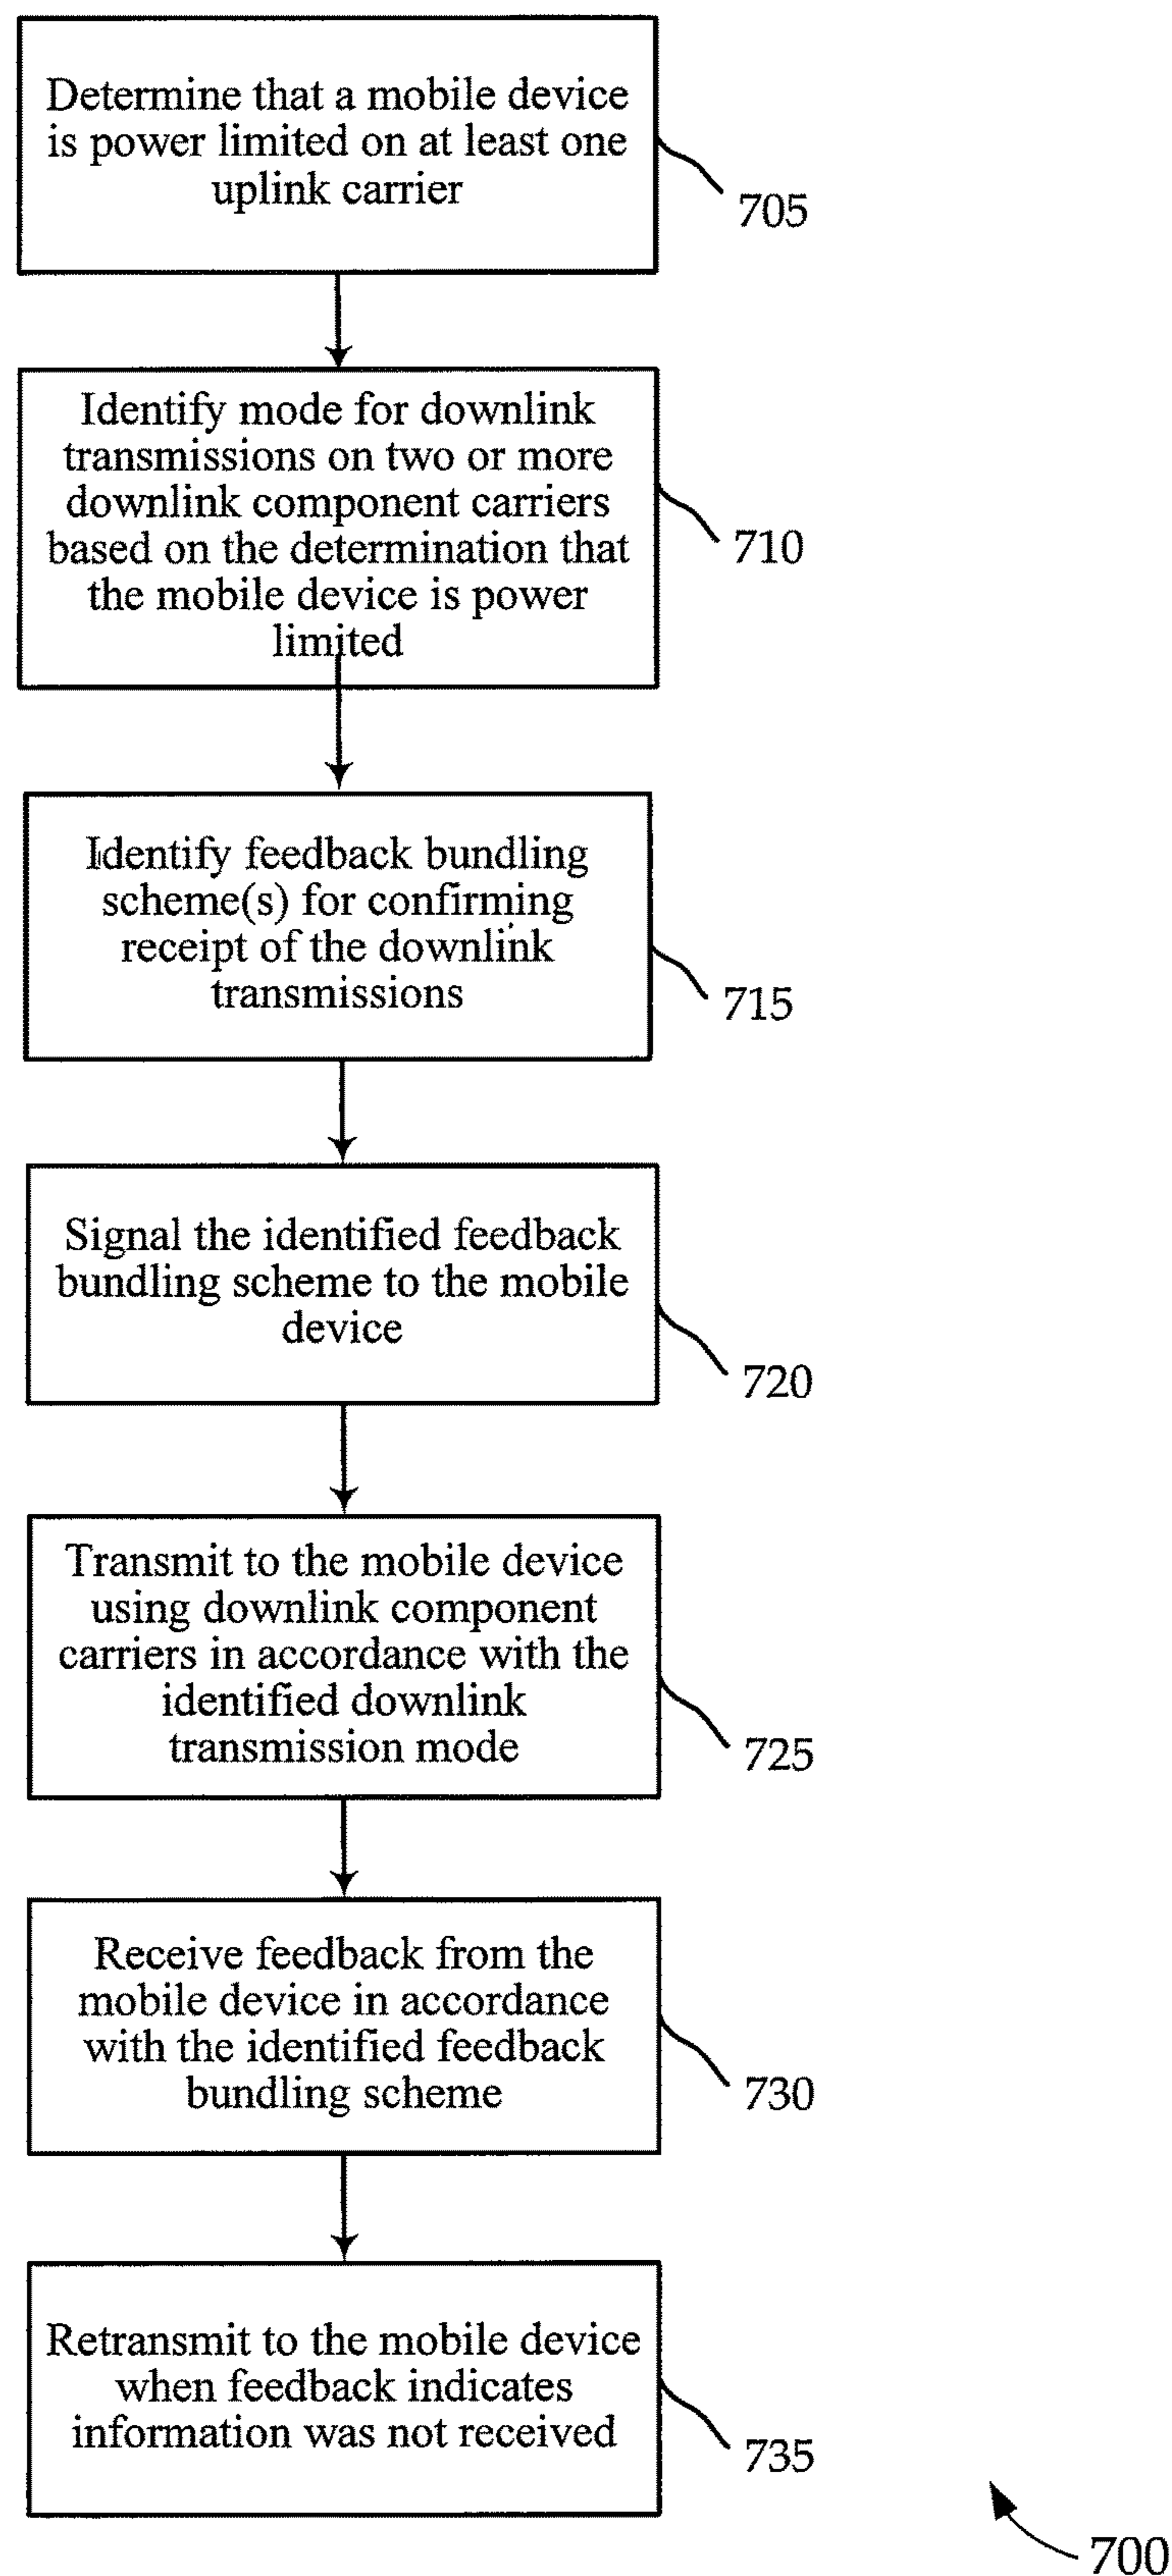 Determine that a mobile device
is power limited on at least one
uplink carrier
705
Identify mode for downlink
transmissions on two or more
downlink component carriers
based on the determination that
the mobile device is power
limited
710
Identify feedback bundling
scheme(s) for confirming
receipt of the downlink
transmissions
715
Signal the identified feedback
bundling scheme to the mobile
device
720
Transmit to the mobile device
using downlink component
carriers in accordance with the
identified downlink
transmission mode
725
Receive feedback from the
mobile device in accordance
with the identified feedback
bundling scheme
730
Retransmit to the mobile device
when feedback indicates
information was not received
735
700